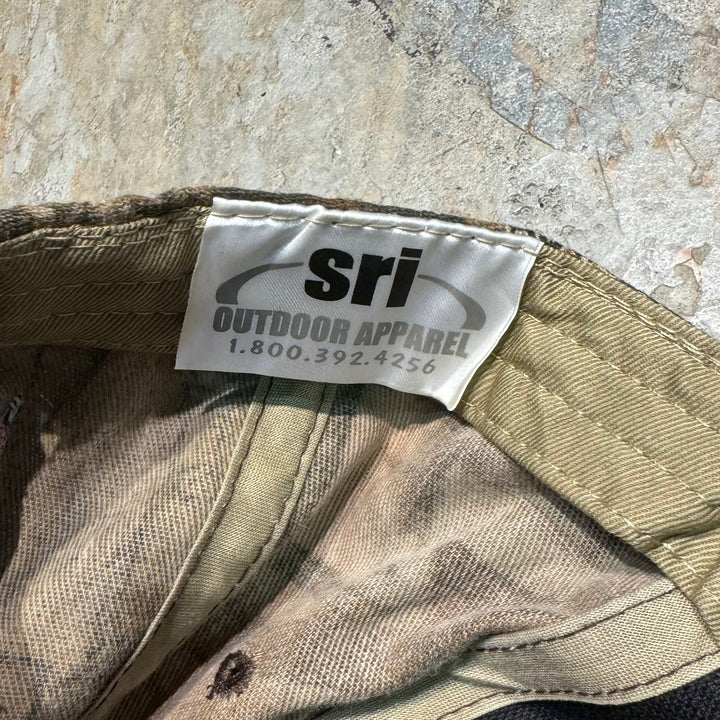 sri
OUTDOOR APPAREL
1.800.392.4256